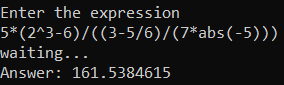 Enter the expression
5*(2^3-6)/((3-5/6)/(7*abs(-5)))
waiting...
Answer: 161.5384615